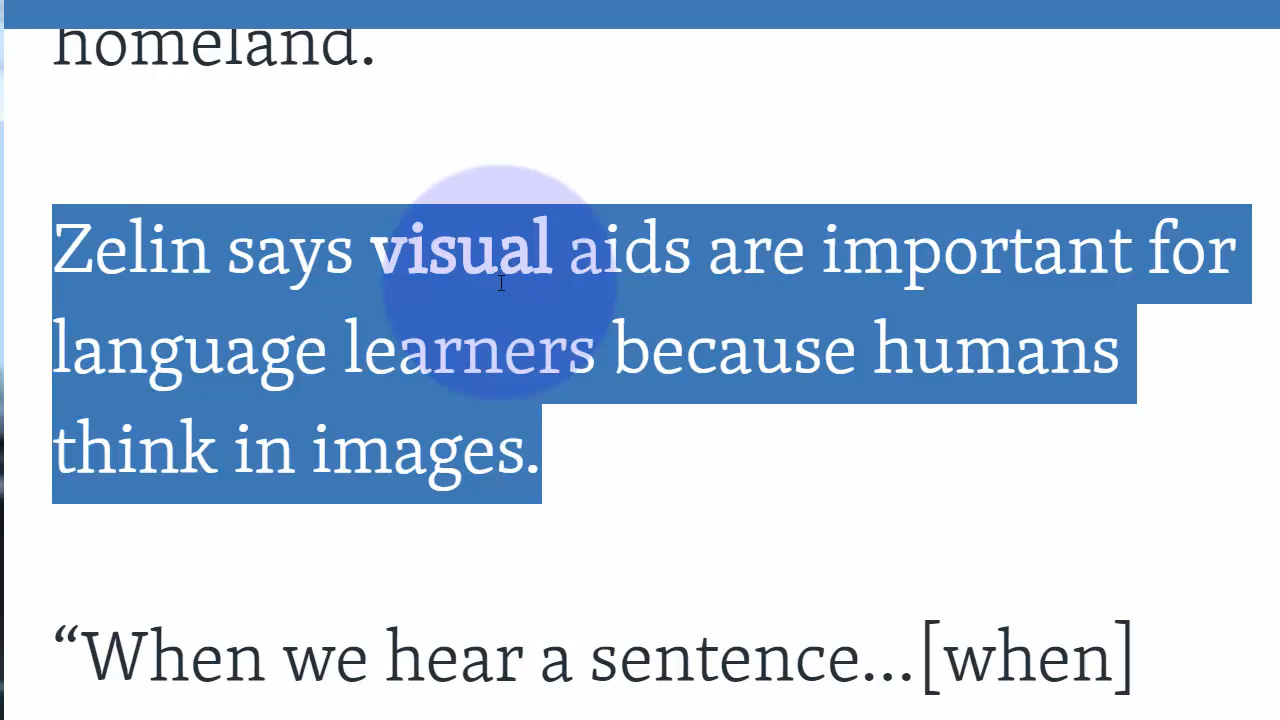 homeland.
Zelin says visual aids are important for
language learners because humans
think in images.
“When we hear a sentence...[when]